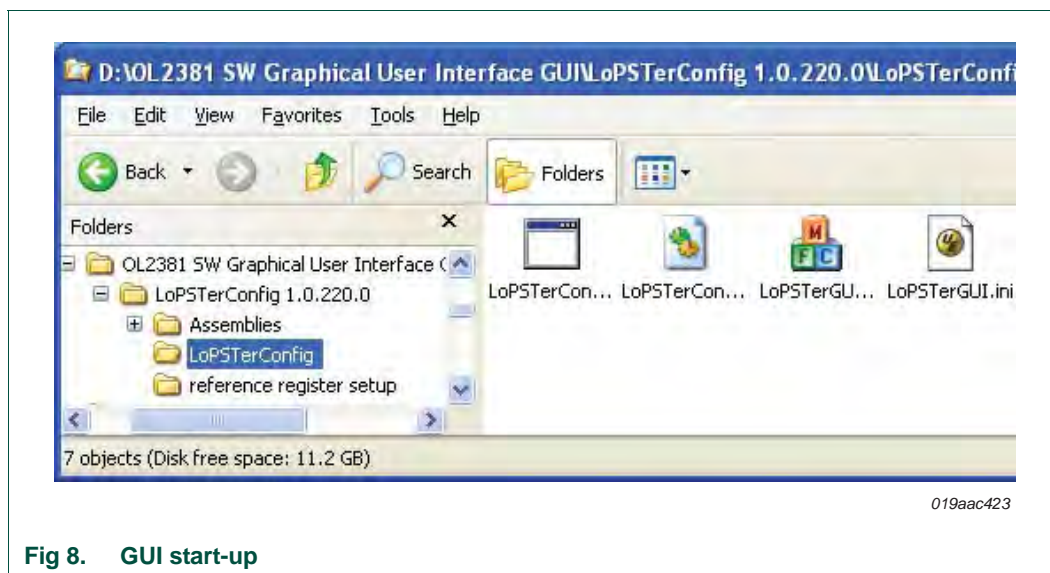 D:\OL2381 SW Graphical User Interface GUI\LoPSTerConfig 1.0.220.0\LoPSTerConfi
File Edit View Favorites Tools Help
Back Search Folders
Folders x
OL2381 SW Graphical User Interface (
LoPSTerConfig 1.0.220.0
Assemblies
LoPSTerConfig
reference register setup
M
F C
LoPSTerCon... LoPSTerCon... LoPSTerGU... LoPSTerGUI.ini
7 objects (Disk free space: 11.2 GB)
019aac423
Fig 8. GUI start-up